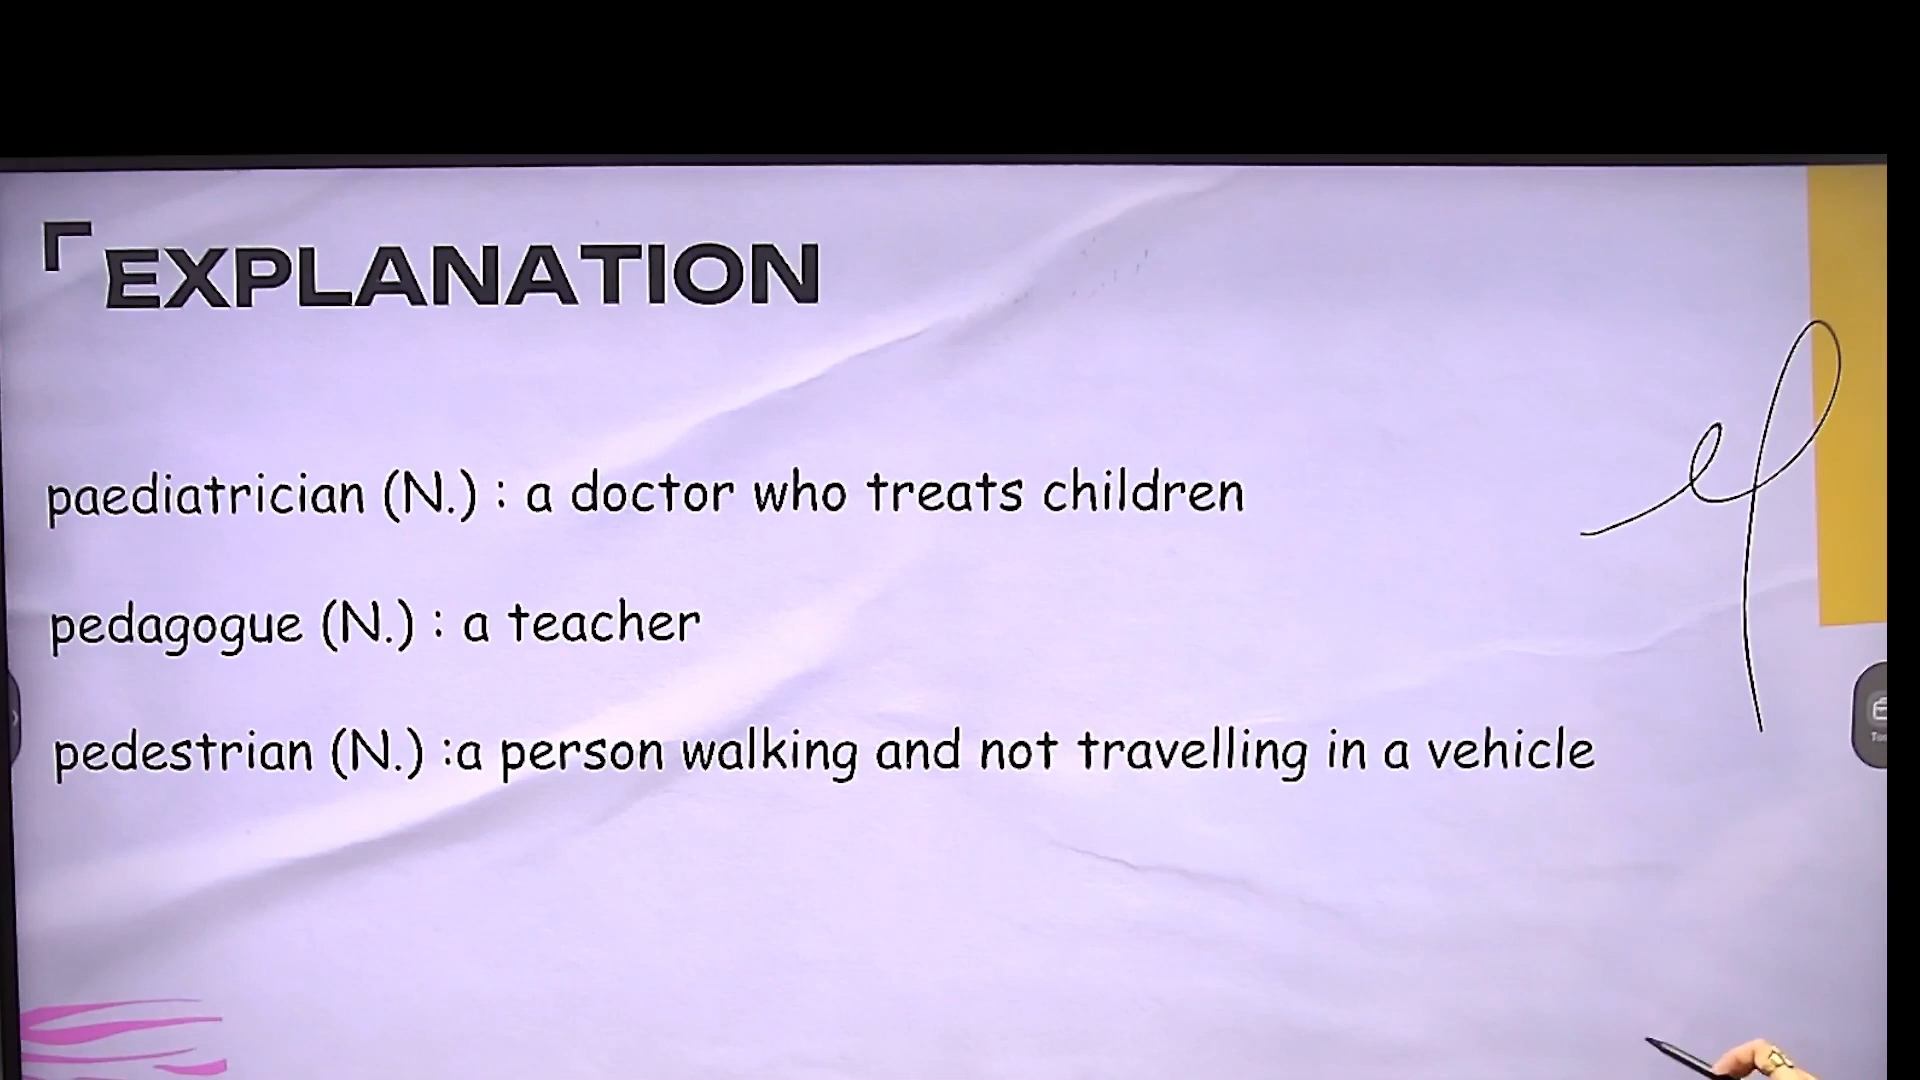 EXPLANATION
paediatrician (N.) : a doctor who treats children
pedagogue (N.) : a teacher
pedestrian (N.) :a person walking and not travelling in a vehicle